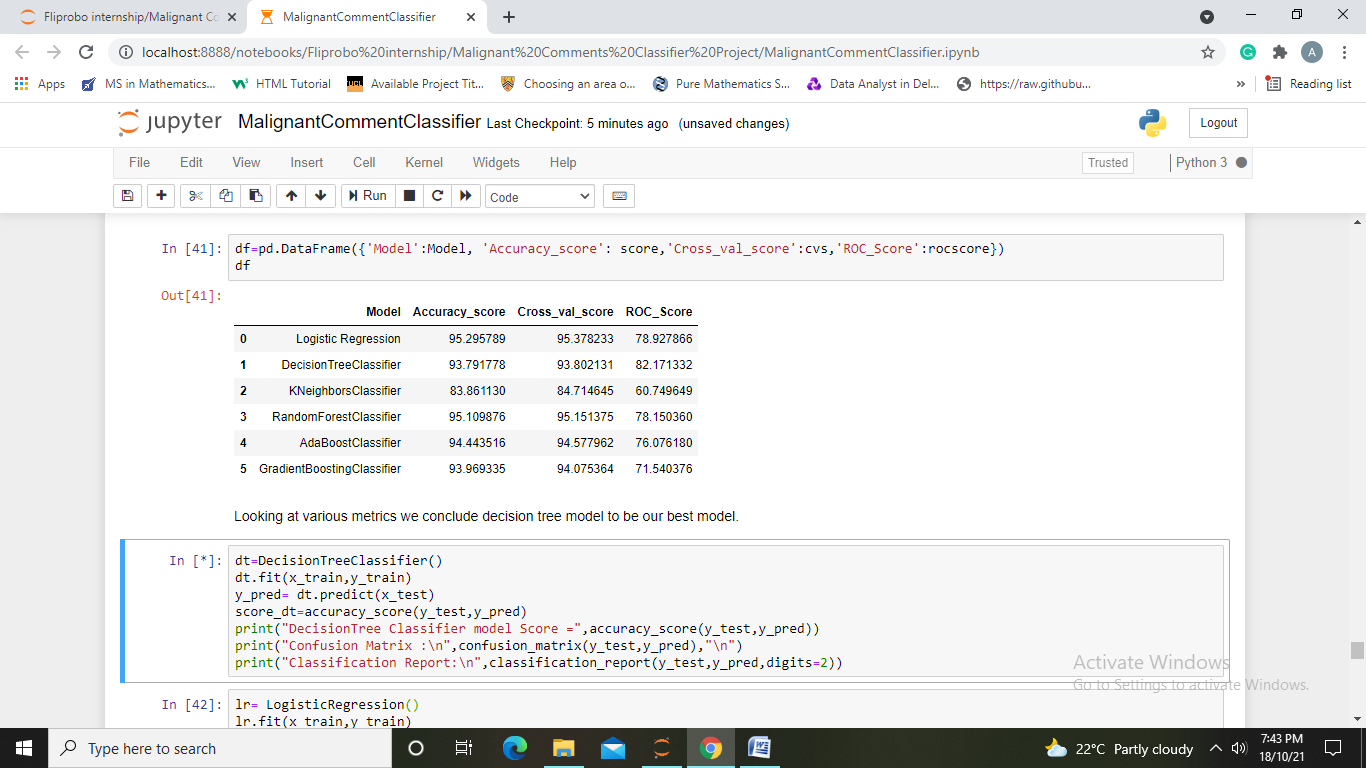 Fliprobo internship/Malignant Co
MalignantCommentClassifier
localhost:8888/notebooks/Fliprobo%20internship/Malignant%20Comments%20Classifier%20Project/MalignantCommentClassifier.ipynb
A
Apps MS in Mathematics... HTML Tutorial Available Project Tit... Choosing an area o... Pure Mathematics S... Data Analyst in Del... https://raw.githubu... » Reading list
jupyter MalignantCommentClassifier Last Checkpoint: 5 minutes ago (unsaved changes) Logout
File Edit View Insert Cell Kernel Widgets Help Trusted Python 3
Run Code
In [41]: df=pd.DataFrame({'Model':Model, 'Accuracy_score': score,'Cross_val_score':cvs,'ROC_Score':rocscore})
df
Out[41]:
Model Accuracy_score Cross_val_score ROC_Score
0 Logistic Regression 95.295789 95.378233 78.927866
1 DecisionTreeClassifier 93.791778 93.802131 82.171332
2 KNeighborsClassifier 83.861130 84.714645 60.749649
3 RandomForestClassifier 95.109876 95.151375 78.150360
4 AdaBoostClassifier 94.443516 94.577962 76.076180
5 GradientBoostingClassifier 93.969335 94.075364 71.540376
Looking at various metrics we conclude decision tree model to be our best model.
In [*]: dt=DecisionTreeClassifier()
dt.fit(x_train,y_train)
y_pred= dt.predict(x_test)
score_dt=accuracy_score(y_test,y_pred)
print("DecisionTree Classifier model Score =",accuracy_score(y_test,y_pred))
print("Confusion Matrix :\n",confusion_matrix(y_test,y_pred),"\n")
print("Classification Report:\n",classification_report(y_test,y_pred,digits=2))
Activate Windows
Go to Settings to activate Windows.
In [42]: lr= LogisticRegression()
lr.fit(x_train,y_train)
Type here to search
22°C Partly cloudy
7:43 PM
18/10/21